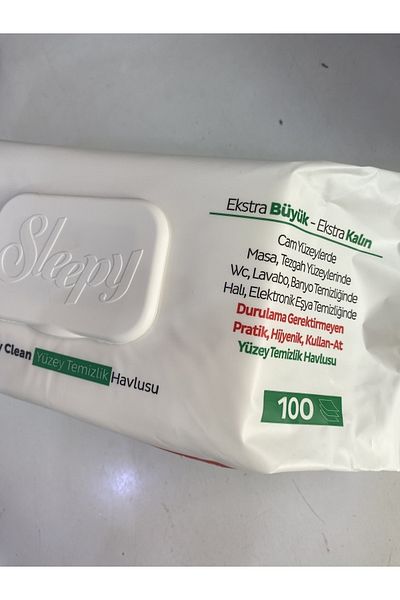 Sleepy
Clean Yüzey Temizlik Havlusu
Ekstra Büyük - Ekstra Kalın
Cam Yüzeylerde
Masa, Tezgah Yüzeylerinde
Wc, Lavabo, Banyo Temizliğinde
Halı, Elektronik Eşya Temizliğinde
Durulama Gerektirmeyen
Pratik, Hijyenik, Kullan-At
Yüzey Temizlik Havlusu
100